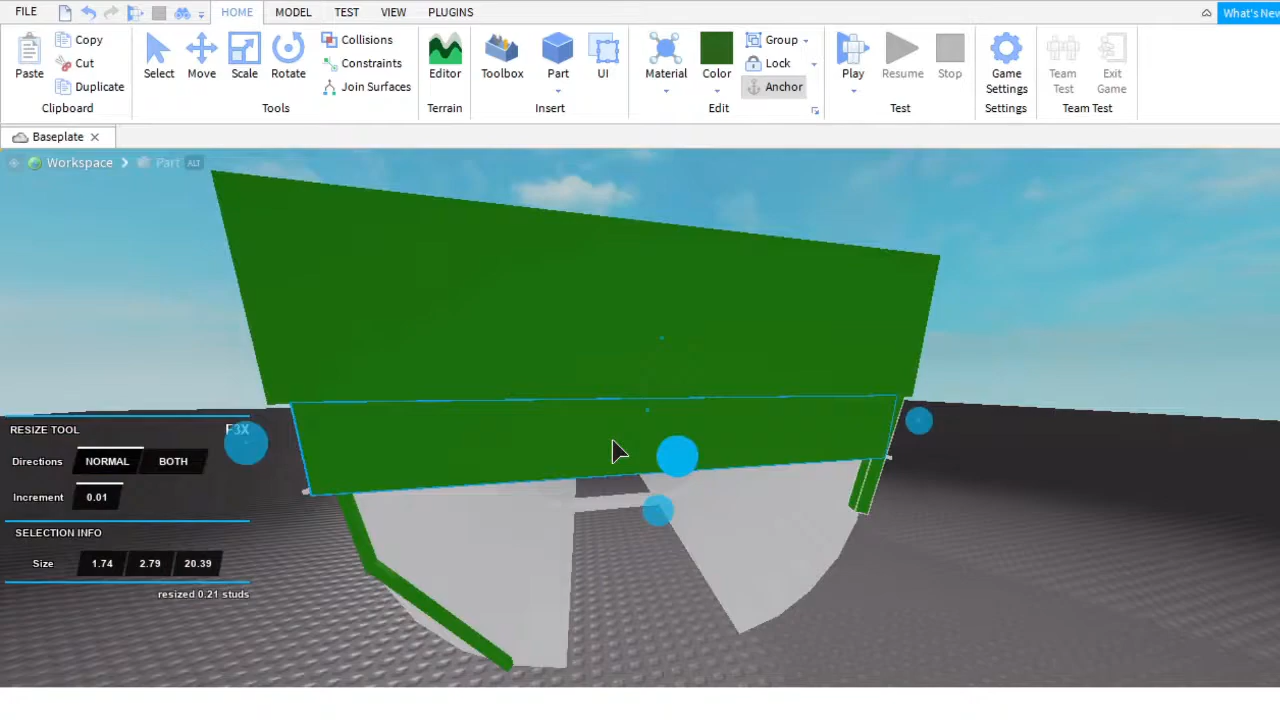 FILE HOME MODEL TEST VIEW PLUGINS What's New
Paste Copy Cut Duplicate Clipboard
Select Move Scale Rotate Collisions Constraints Join Surfaces Tools
Editor Terrain
Toolbox Part UI Insert
Material Color Group Lock Anchor Edit
Play Resume Stop Test
Game Settings Settings
Team Test Exit Game Team Test
Baseplate
Workspace Part ALT
RESIZE TOOL F3X
Directions NORMAL BOTH
Increment 0.01
SELECTION INFO
Size 1.74 2.79 20.39
resized 0.21 studs